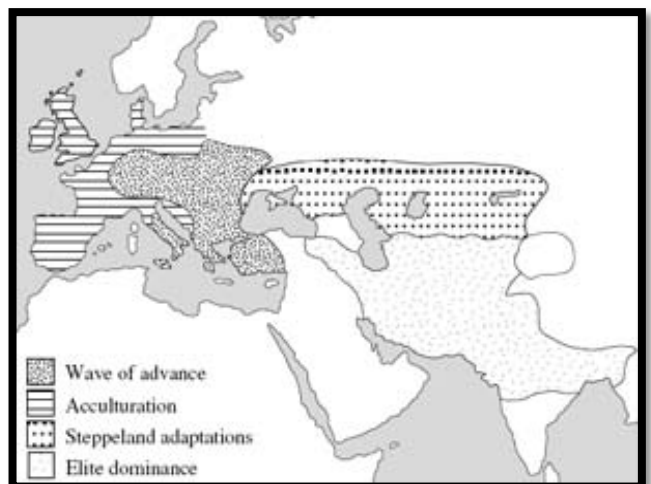 Wave of advance
Acculturation
Steppeland adaptations
Elite dominance